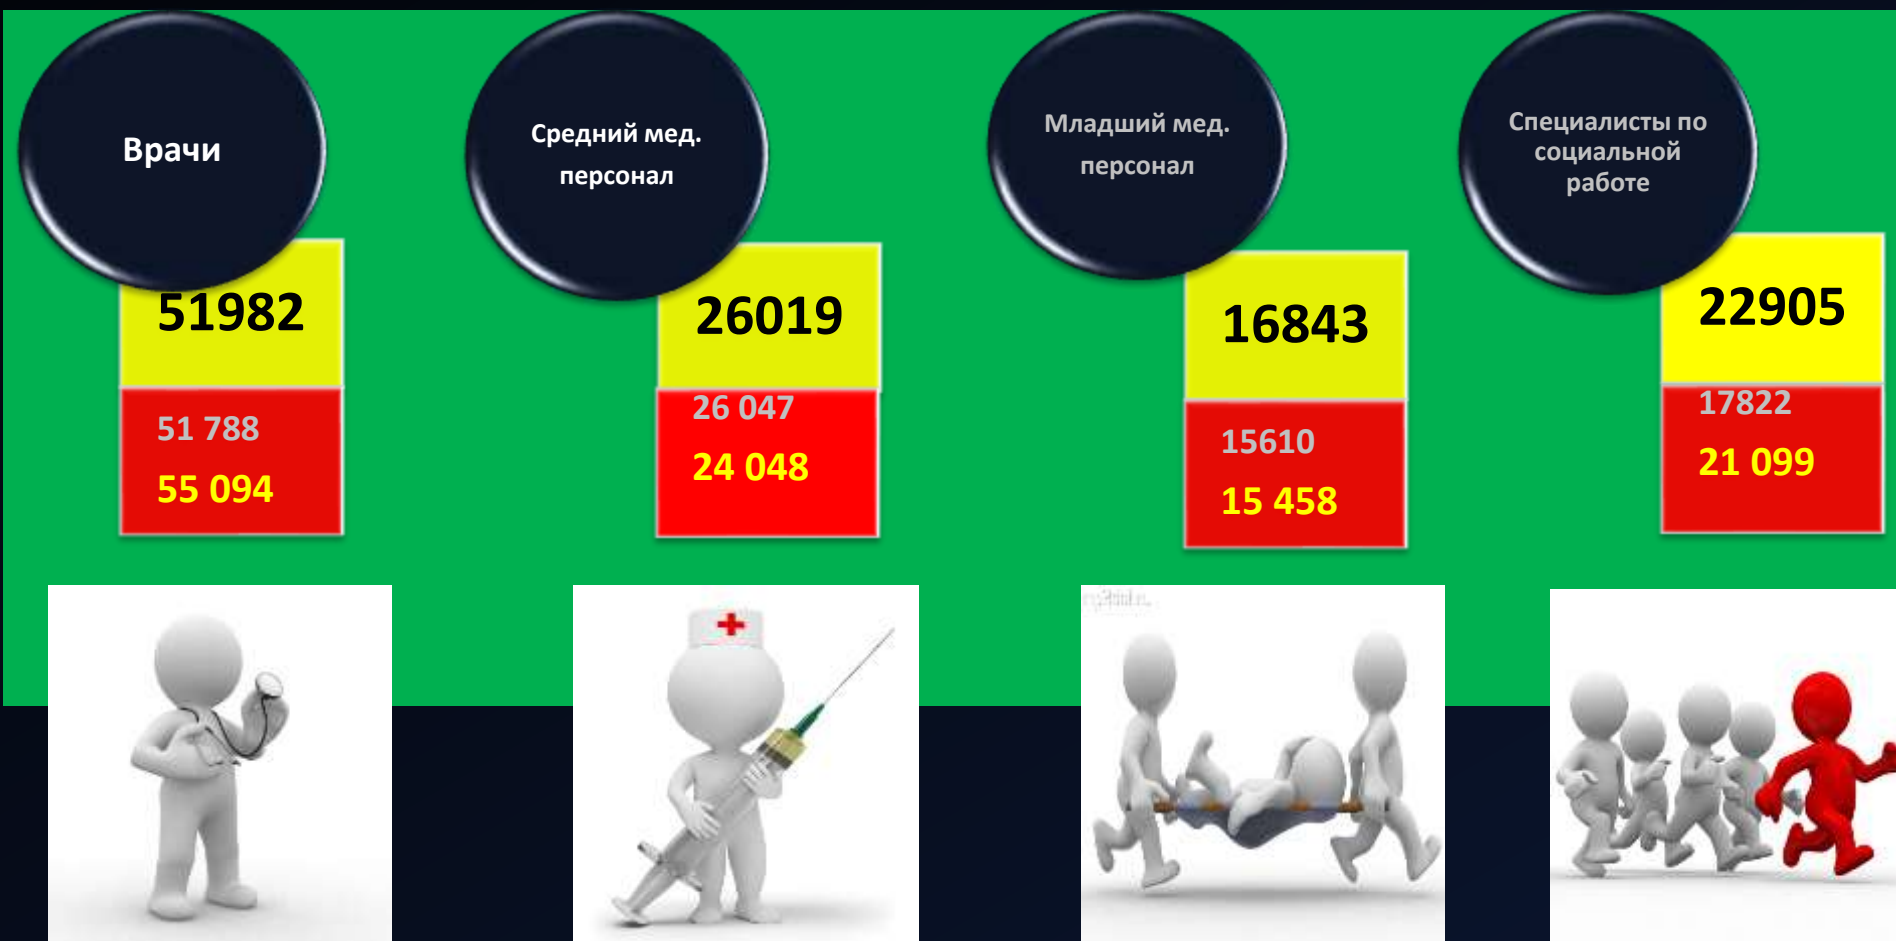 Врачи
51982
51 788
55 094
Средний мед.
персонал
26019
26 047
24 048
Младший мед.
персонал
16843
15610
15 458
Специалисты по
социальной
работе
22905
17822
21 099